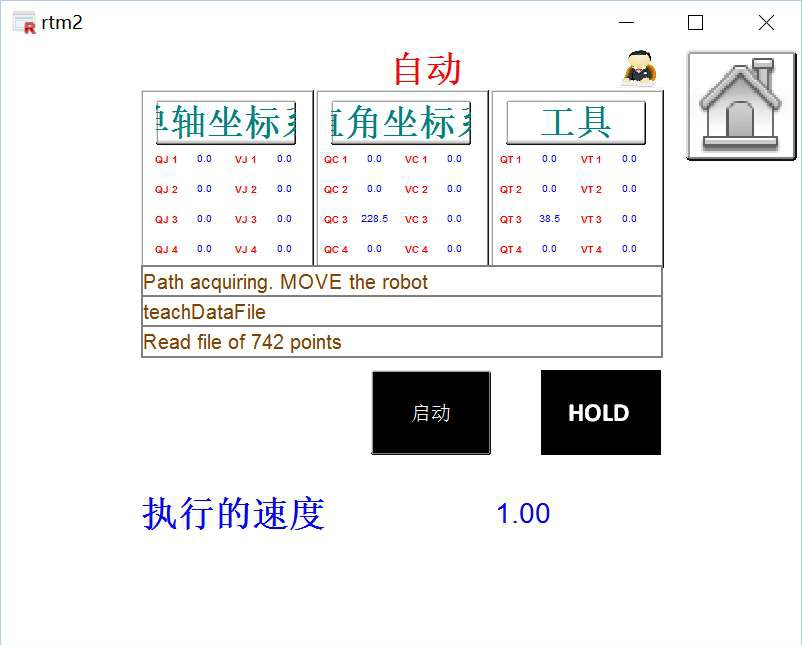 rtm2
自动
单轴坐标系 直角坐标系 工具
QJ 1 0.0 VJ 1 0.0 QC 1 0.0 VC 1 0.0 QT 1 0.0 VT 1 0.0
QJ 2 0.0 VJ 2 0.0 QC 2 0.0 VC 2 0.0 QT 2 0.0 VT 2 0.0
QJ 3 0.0 VJ 3 0.0 QC 3 228.5 VC 3 0.0 QT 3 38.5 VT 3 0.0
QJ 4 0.0 VJ 4 0.0 QC 4 0.0 VC 4 0.0 QT 4 0.0 VT 4 0.0
Path acquiring. MOVE the robot
teachDataFile
Read file of 742 points
启动 HOLD
执行的速度 1.00